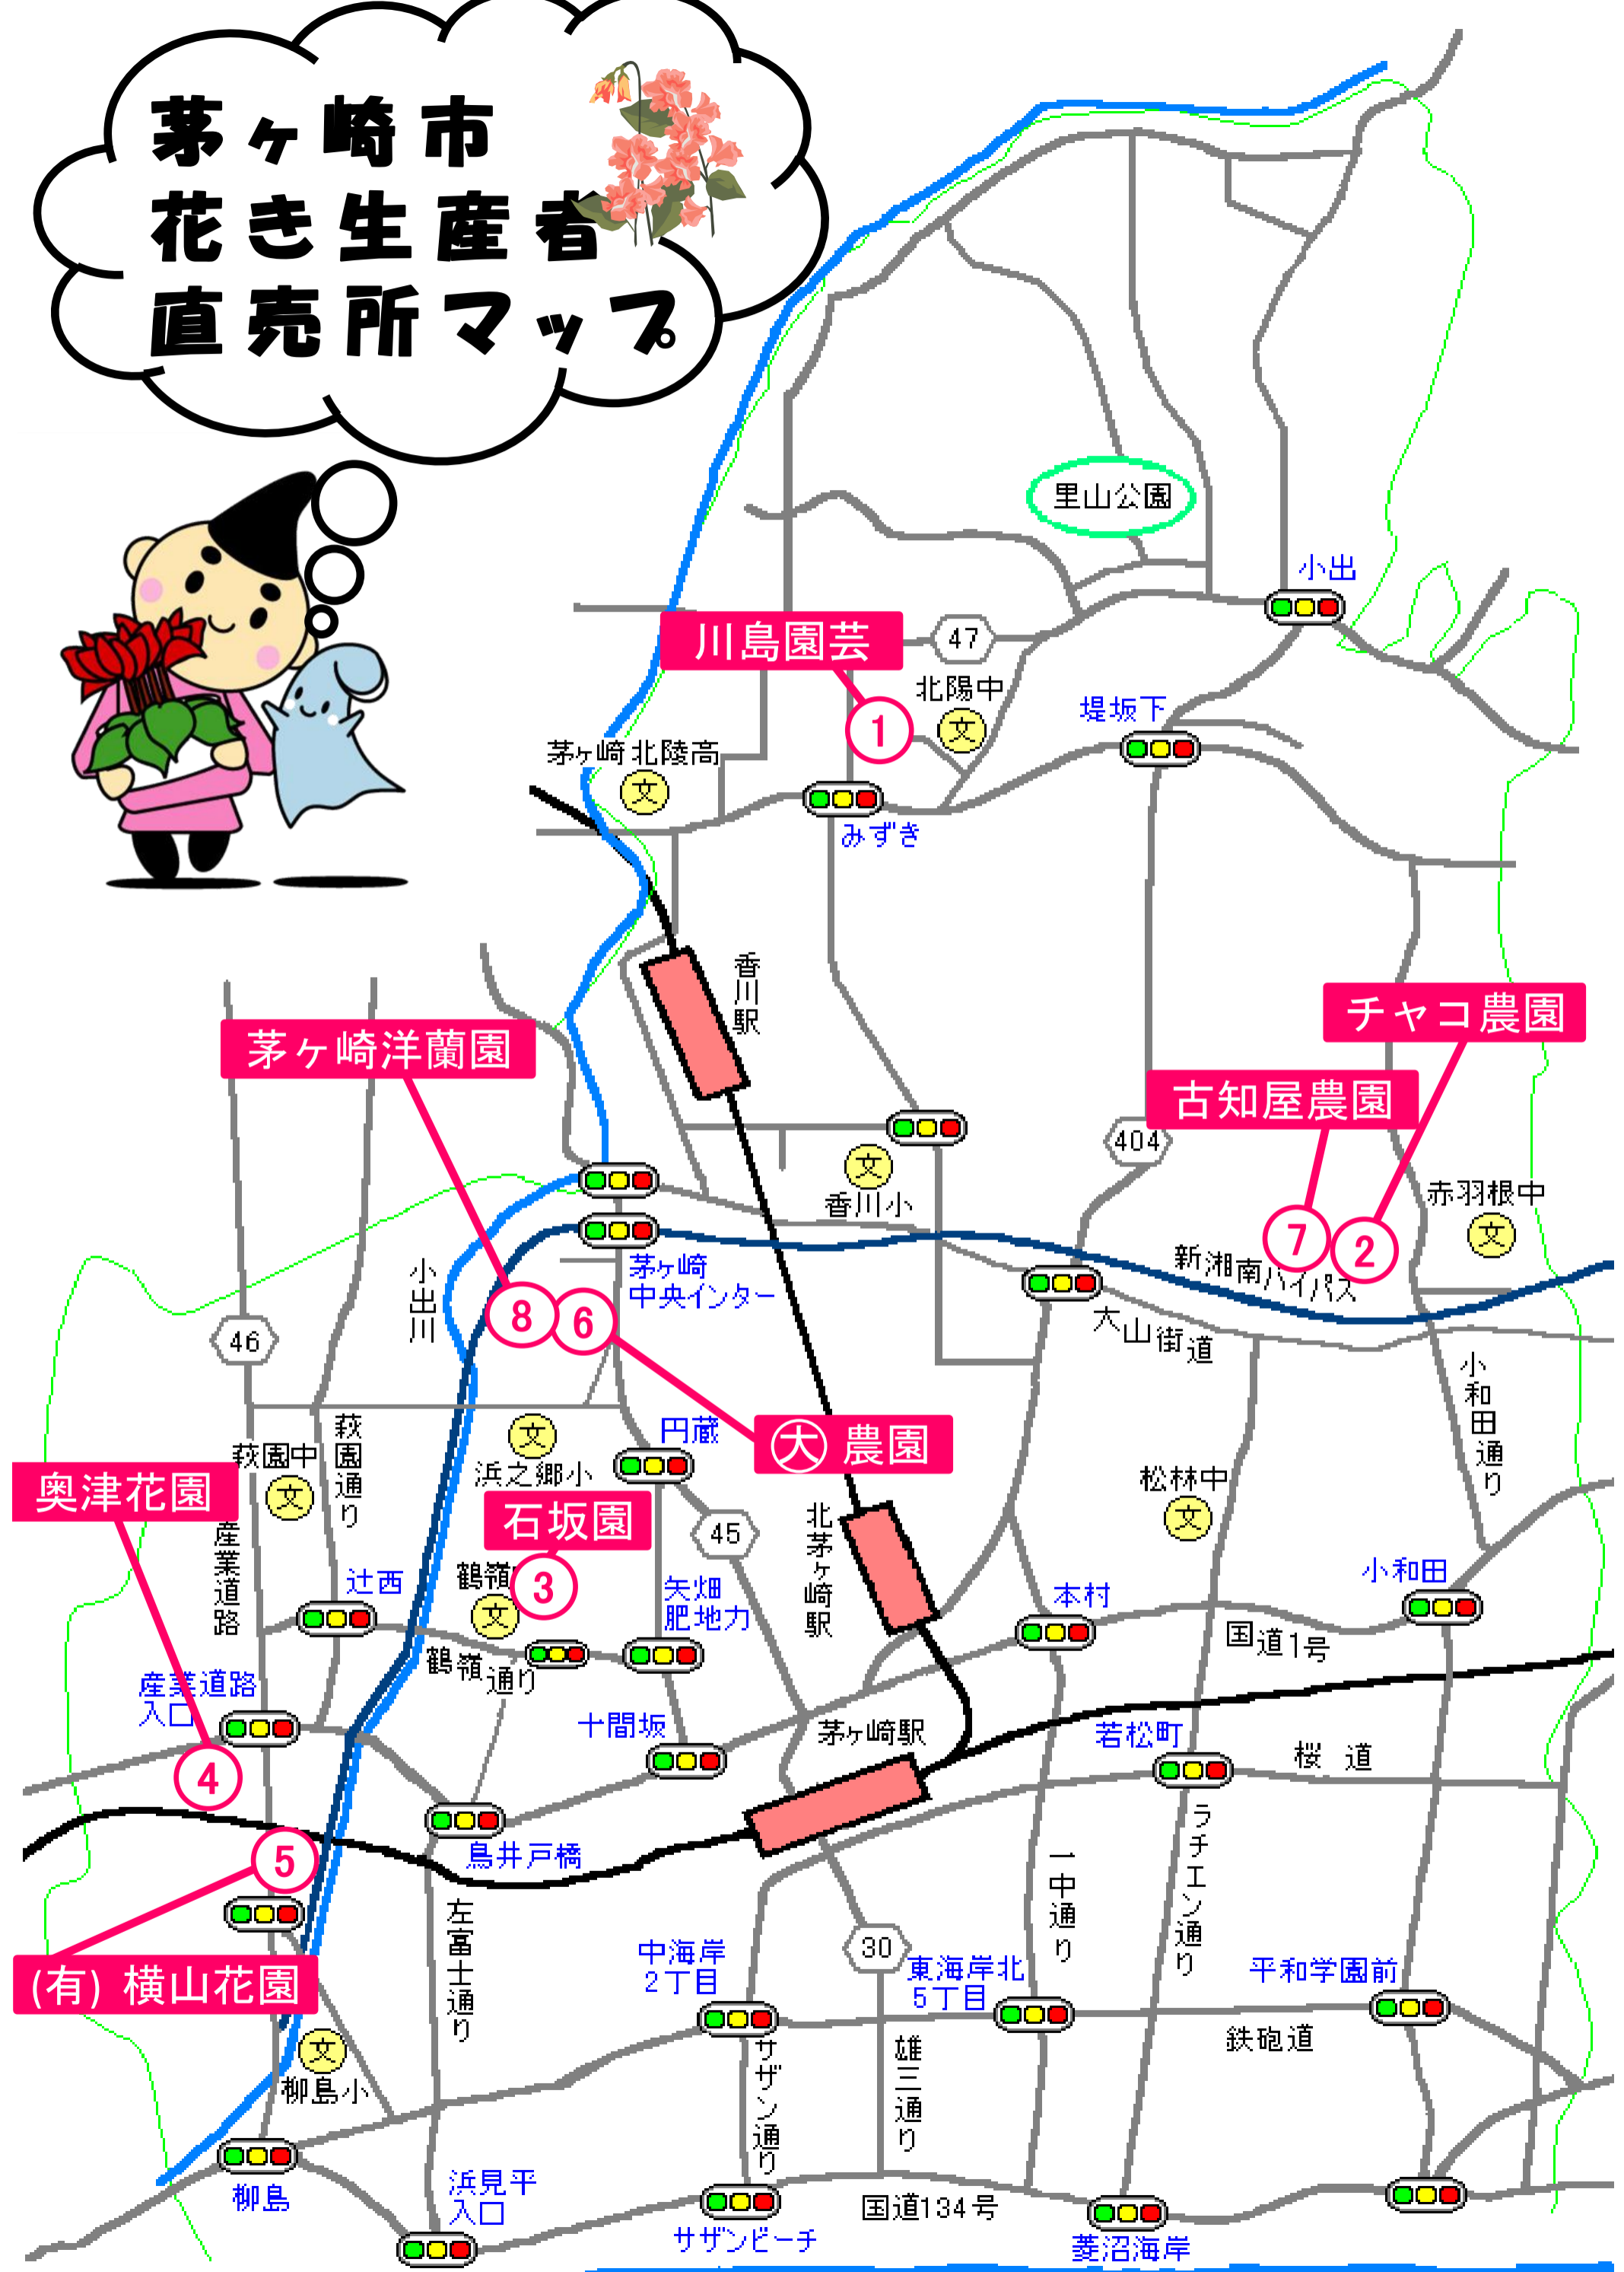 茅ヶ崎市
花き生産者
直売所マップ
里山公園
小出
川島園芸
47
北陽中
文
1
堤坂下
茅ヶ崎北陵高
文
みずき
香川駅
チャコ農園
茅ヶ崎洋蘭園
古知屋農園
404
文
香川小
赤羽根中
文
7
2
新湘南バイパス
小出川
茅ヶ崎
中央インター
8
6
46
大山街道
小和田通り
萩園通り
萩園中
文
文
浜之郷小
円蔵
大 農園
奥津花園
石坂園
45
北茅ヶ崎駅
松林中
文
産業道路
辻西
鶴嶺
文
3
矢畑
肥地力
本村
小和田
国道1号
鶴嶺通り
産業道路
入口
十間坂
茅ヶ崎駅
若松町
桜道
4
鳥井戸橋
ラチエン通り
5
一中通り
左富士通り
(有) 横山花園
中海岸
2丁目
30
東海岸北
5丁目
平和学園前
鉄砲道
文
柳島小
サザン通り
雄三通り
柳島
浜見平
入口
国道134号
サザンビーチ
菱沼海岸